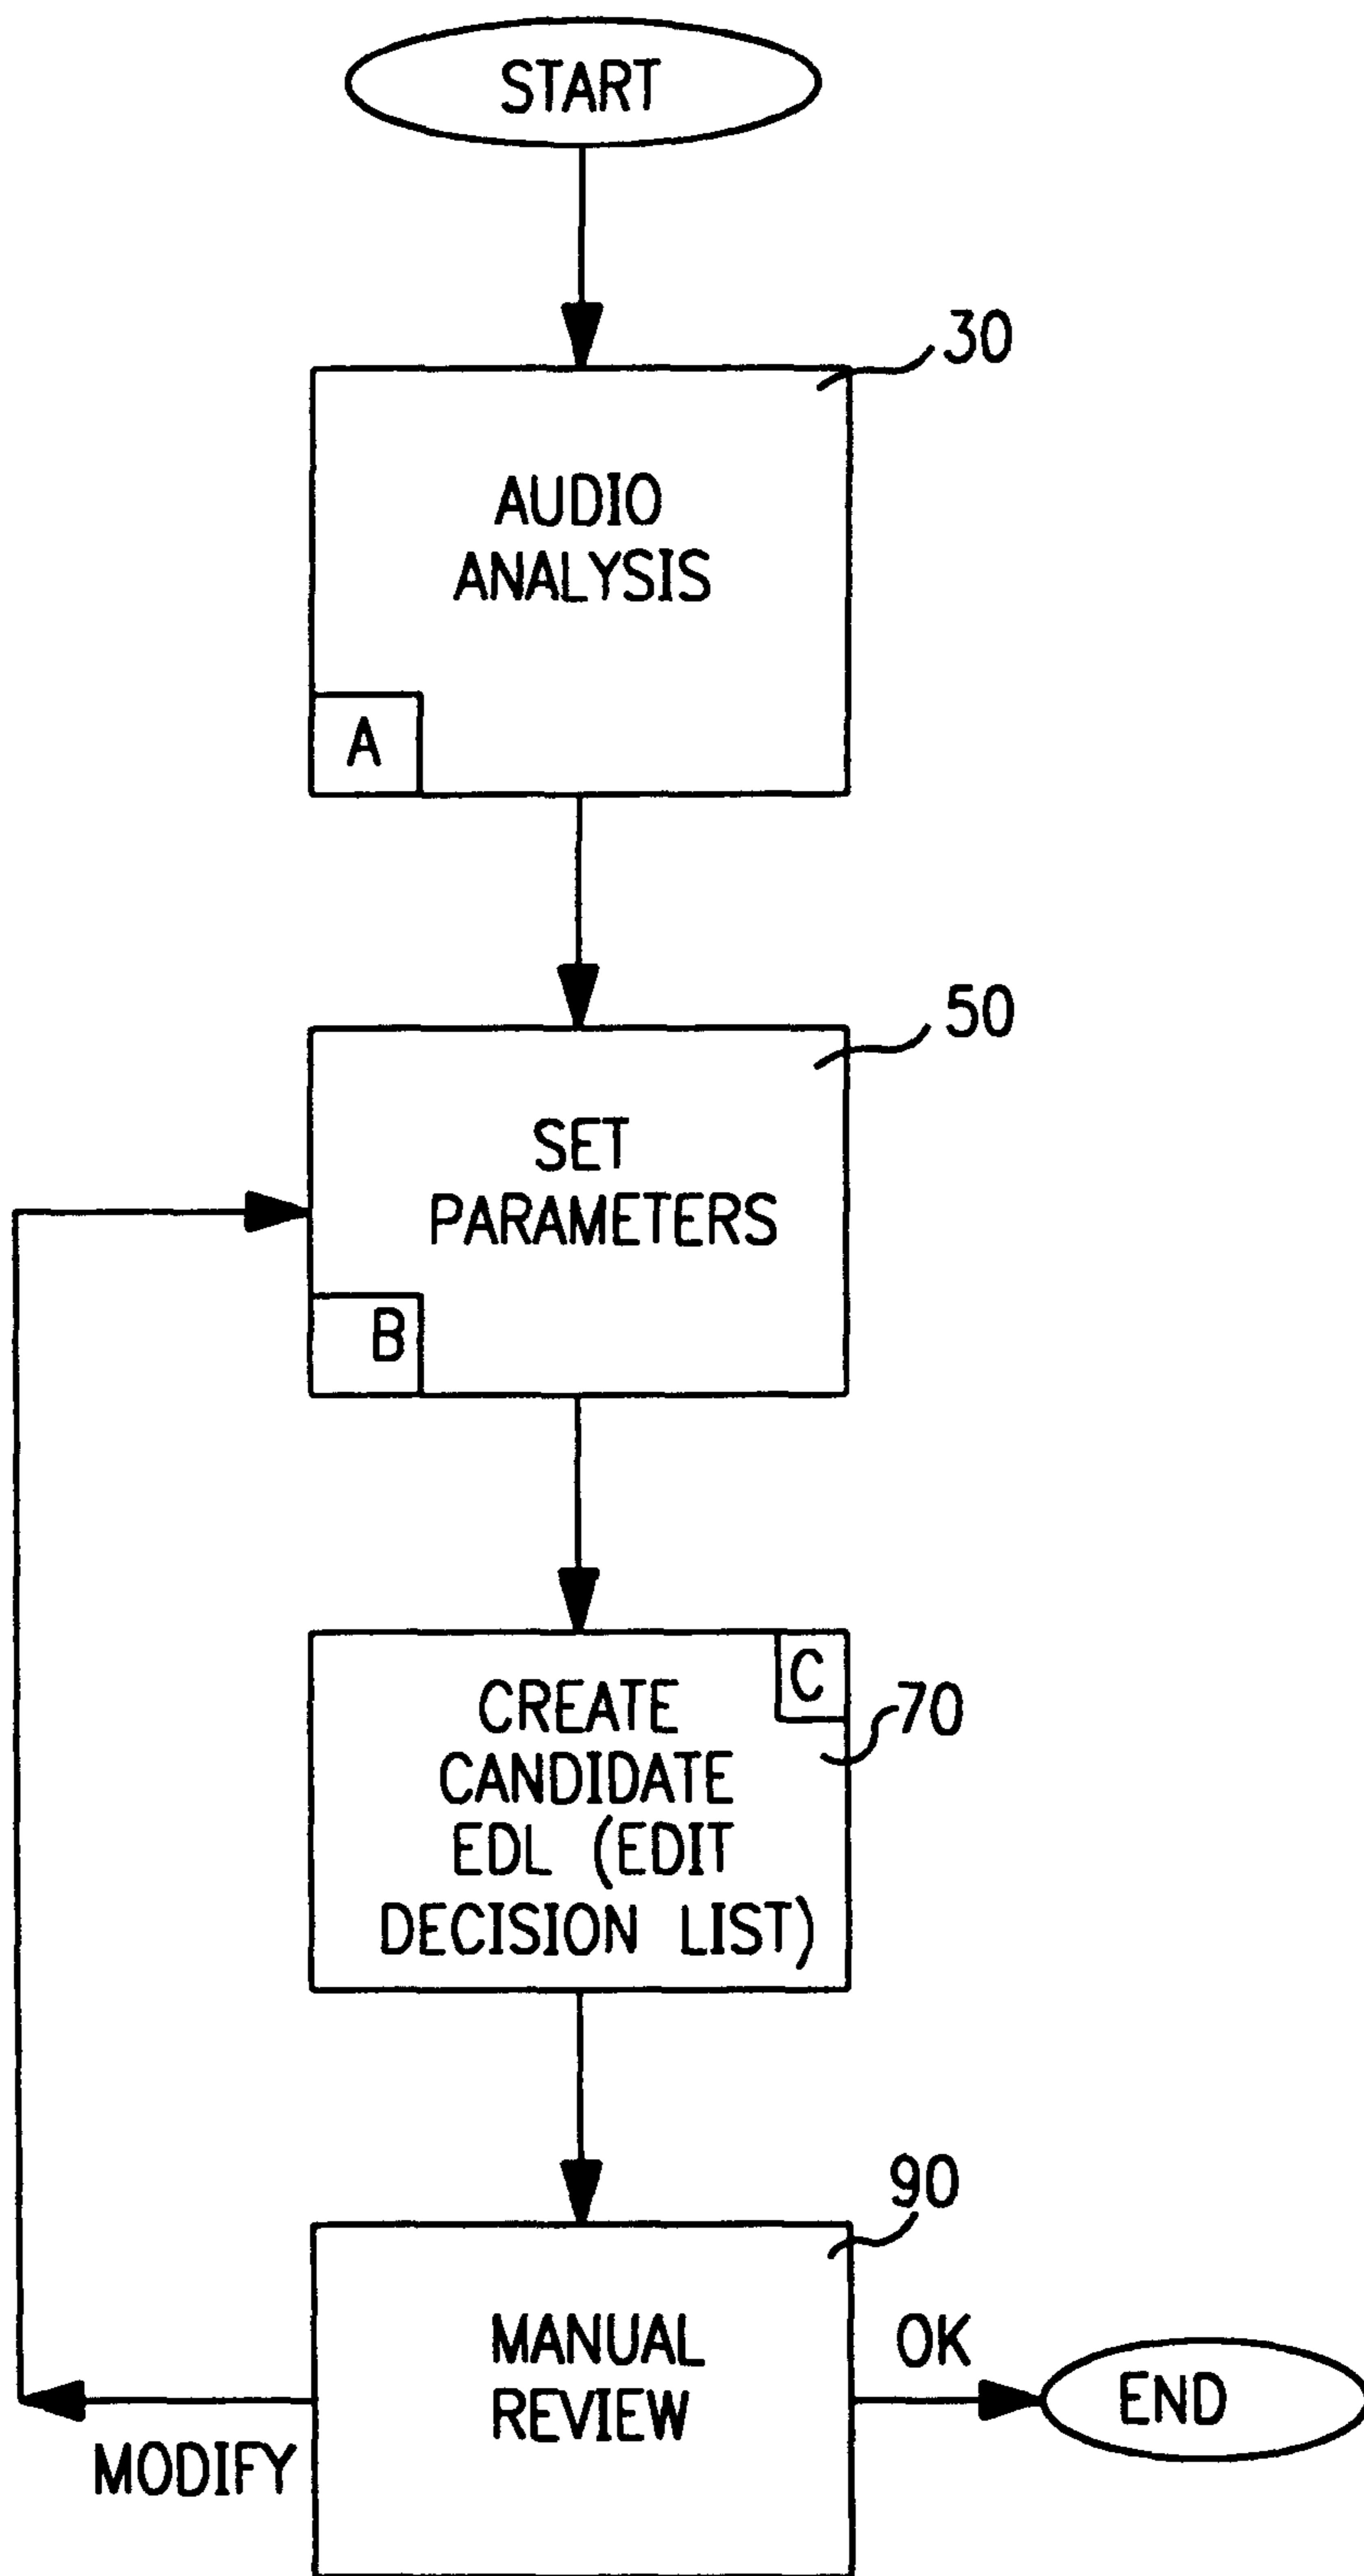 START
30
AUDIO
ANALYSIS
A
50
SET
PARAMETERS
B
C
CREATE
CANDIDATE
EDL (EDIT
DECISION LIST)
70
90
MANUAL
REVIEW
OK
END
MODIFY